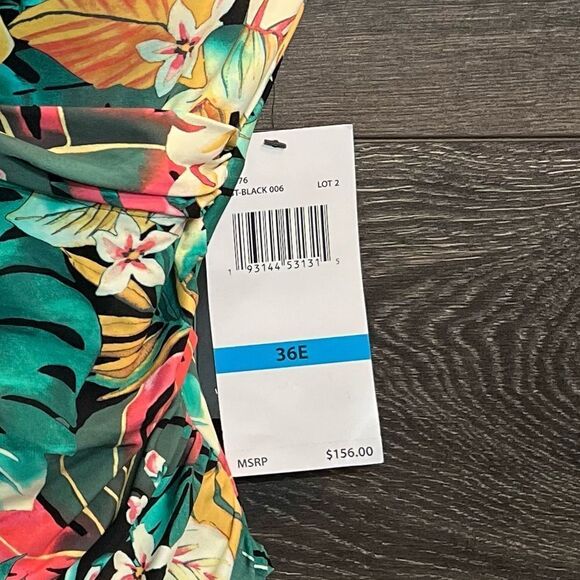 76
T-BLACK 006 LOT 2
1 93144 53131 5
36E
MSRP $156.00